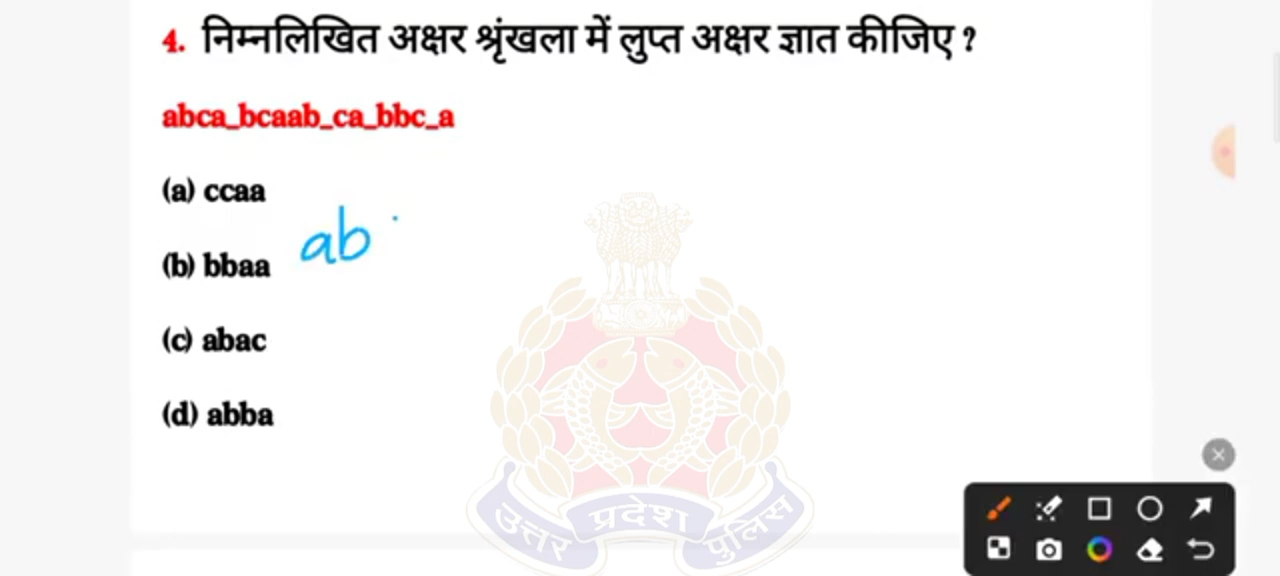 4. निम्नलिखित अक्षर श्रृंखला में लुप्त अक्षर ज्ञात कीजिए ?
abca_bcaab_ca_bbc_a
(a) ccaa
ab
(b) bbaa
(c) abac
(d) abba
उत्तर प्रदेश पुलिस